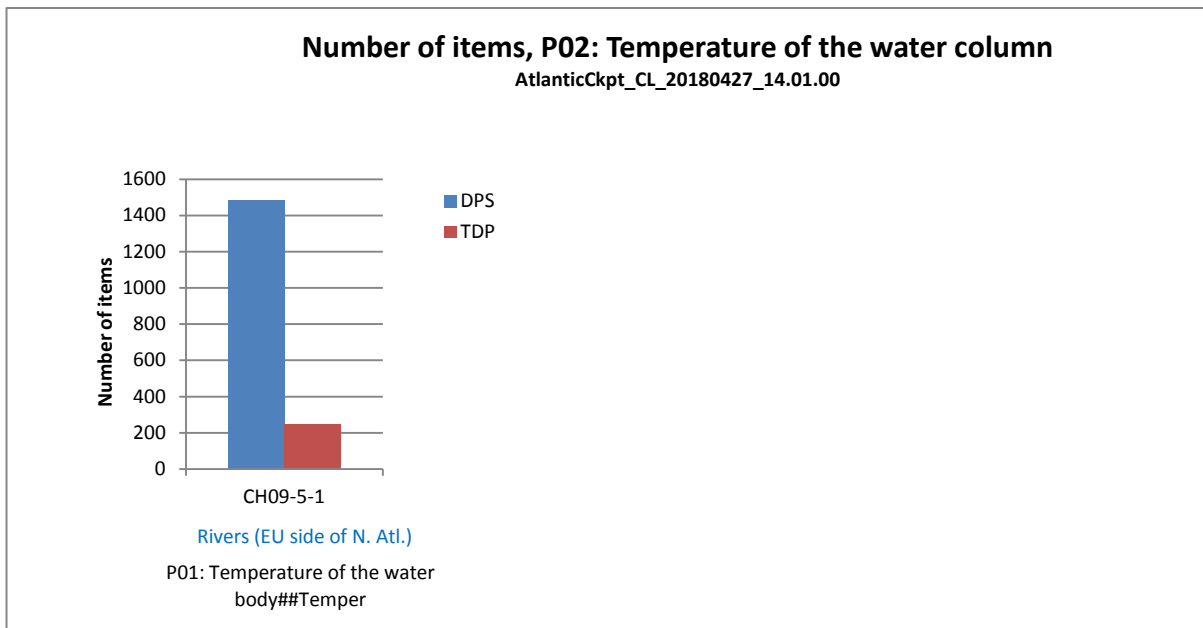 Number of items, P02: Temperature of the water column
AtlanticCkpt_CL_20180427_14.01.00
1600
1400
1200
1000
800
600
400
200
0
Number of items
DPS
TDP
CH09-5-1
Rivers (EU side of N. Atl.)
P01: Temperature of the water
body##Temper